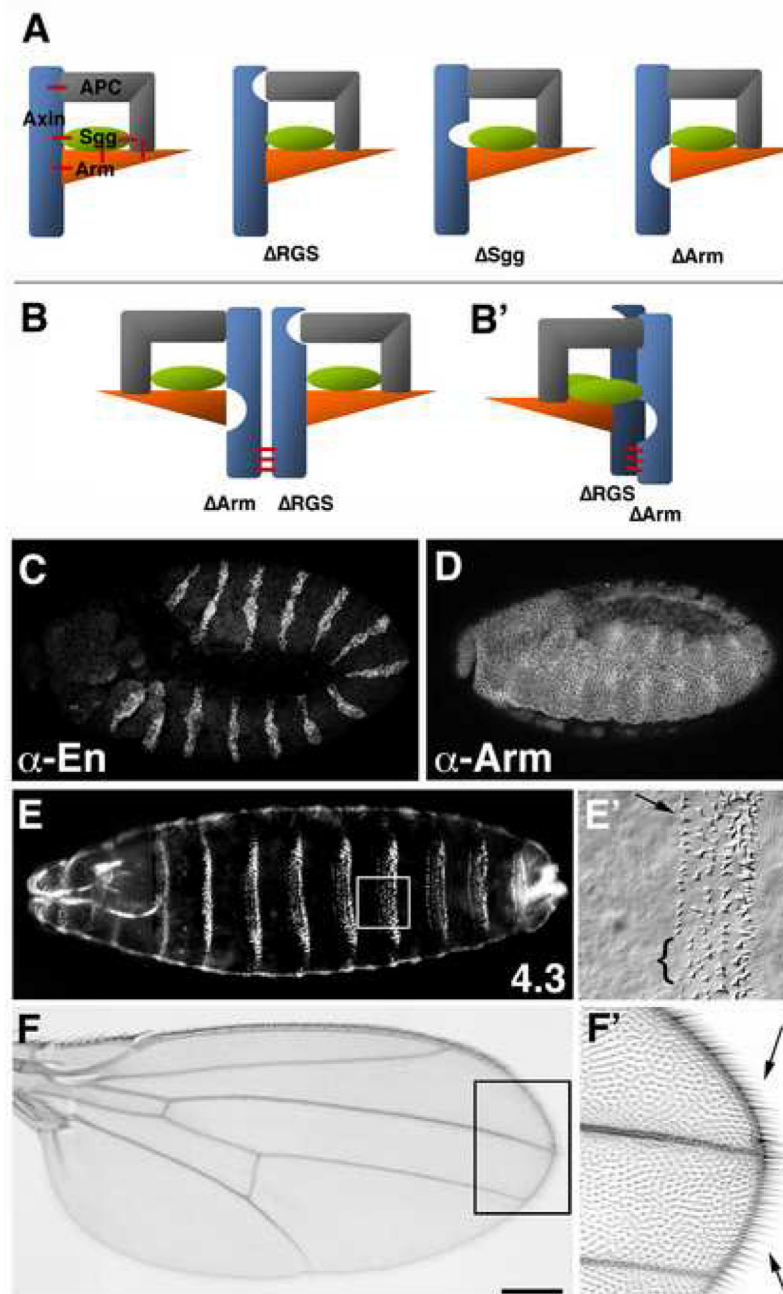 A
APC
Axin
Sgg
Arm
ΔRGS
ΔSgg
ΔArm
B
B'
ΔArm
ΔRGS
ΔRGS
ΔArm
C
D
α-En
α-Arm
E
E'
4.3
{
F
F'